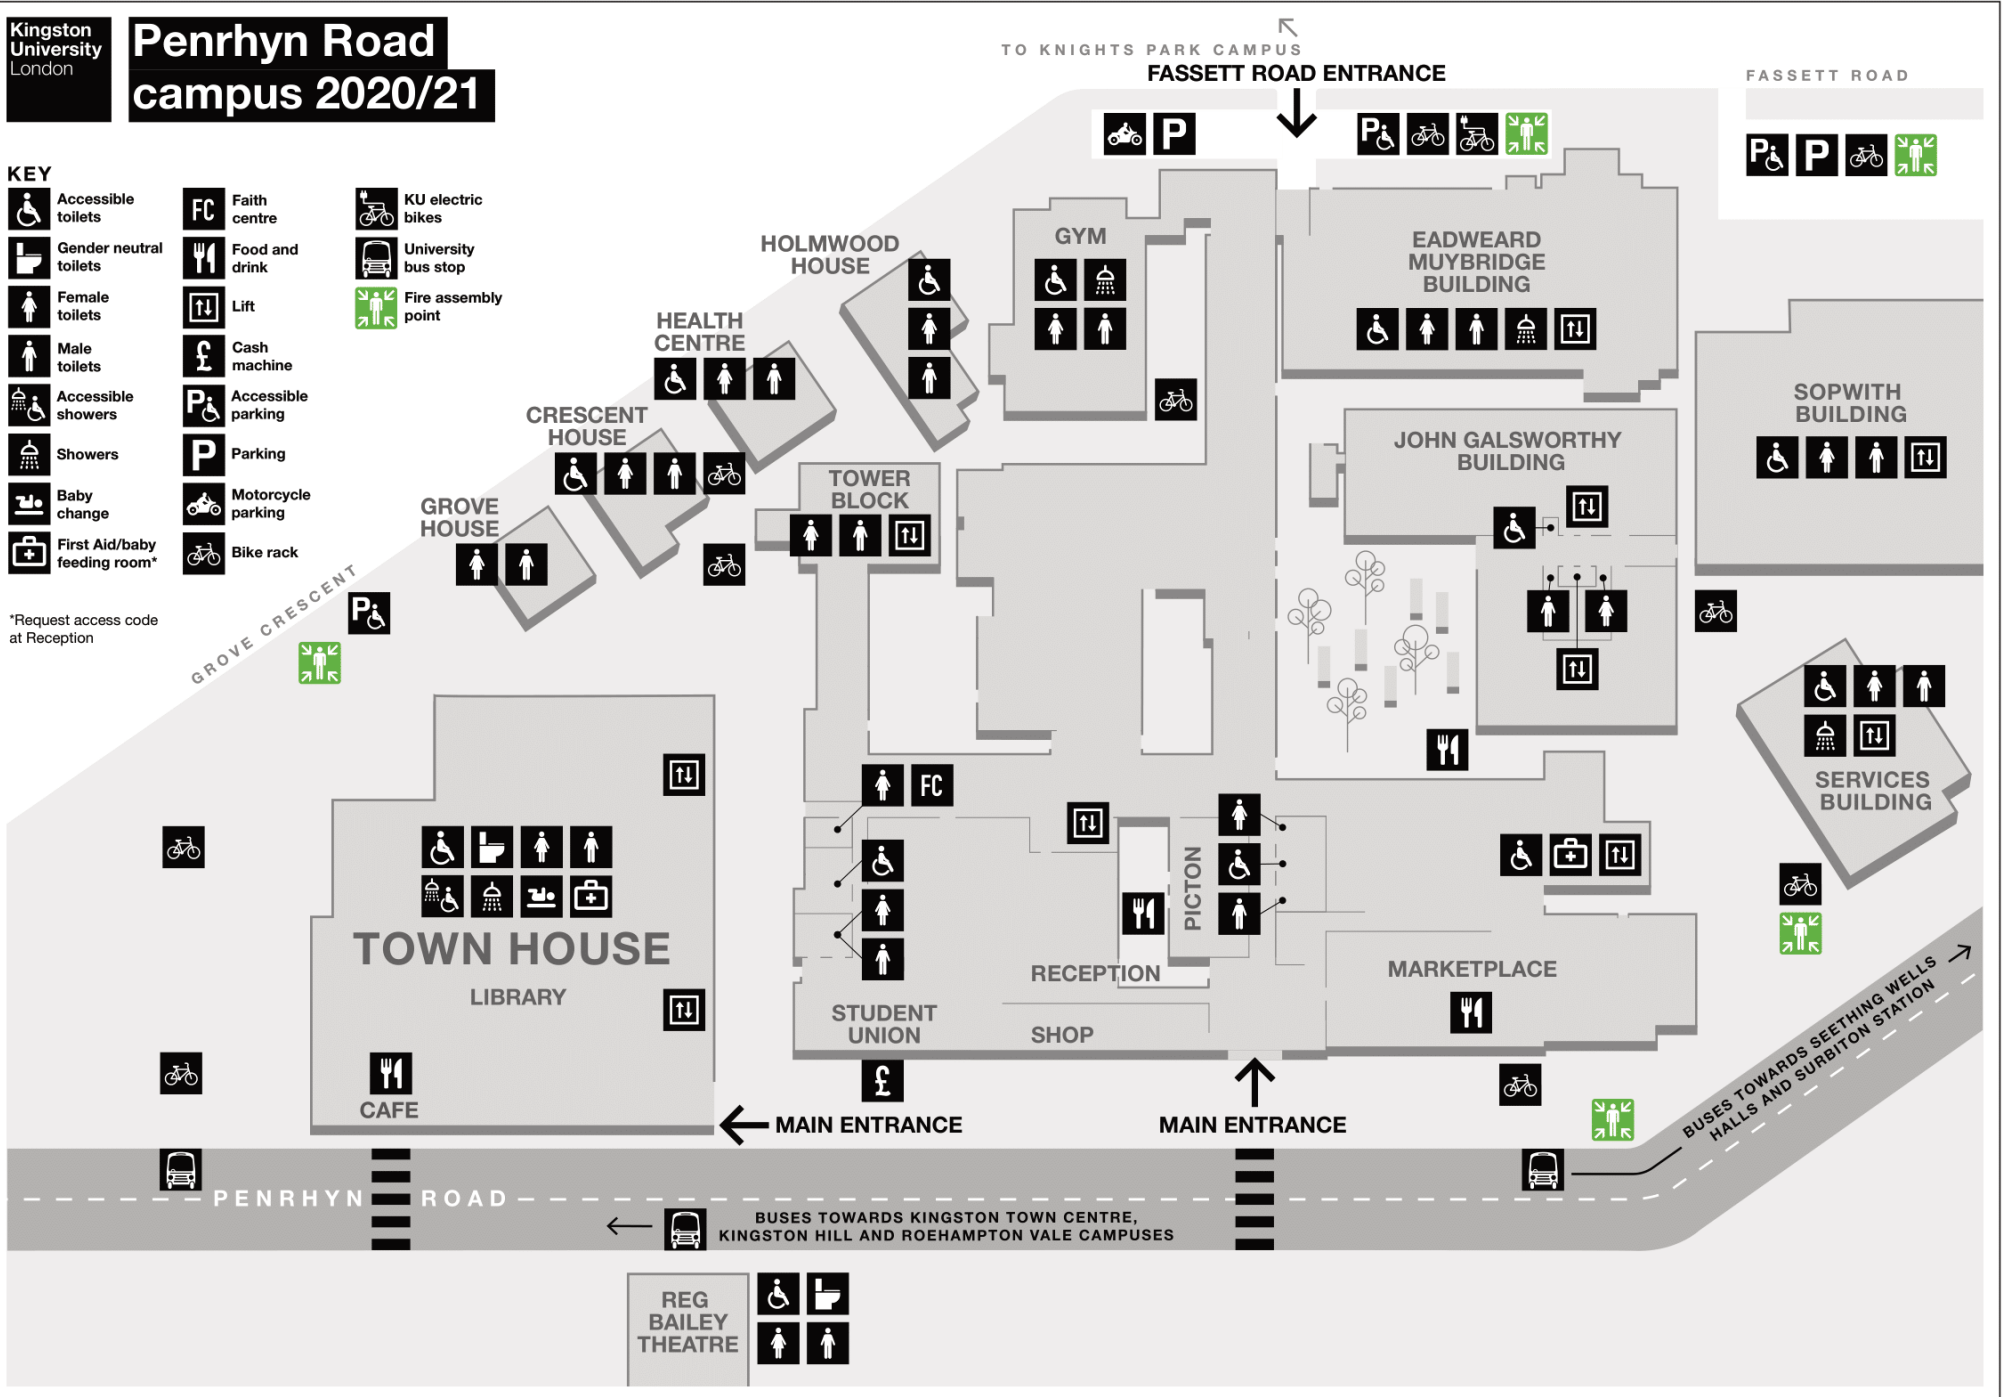 Kingston
University
London
Penrhyn Road
campus 2020/21
KEY
Accessible
toilets
Gender neutral
toilets
Female
toilets
Male
toilets
Accessible
showers
Showers
Baby
change
First Aid/baby
feeding room*
FC
Faith
centre
Food and
drink
Lift
£
Cash
machine
P
Accessible
parking
P
Parking
Motorcycle
parking
Bike rack
KU electric
bikes
University
bus stop
Fire assembly
point
*Request access code
at Reception
TO KNIGHTS PARK CAMPUS
FASSETT ROAD ENTRANCE
P
P
FASSETT ROAD
P
P
HOLMWOOD
HOUSE
GYM
EADWEARD
MUYBRIDGE
BUILDING
HEALTH
CENTRE
CRESCENT
HOUSE
GROVE
HOUSE
TOWER
BLOCK
JOHN GALSWORTHY
BUILDING
SOPWITH
BUILDING
GROVE CRESCENT
P
SERVICES
BUILDING
FC
TOWN HOUSE
LIBRARY
CAFE
PICTON
RECEPTION
STUDENT
UNION
SHOP
MARKETPLACE
£
MAIN ENTRANCE
MAIN ENTRANCE
BUSES TOWARDS SEETHING WELLS
HALLS AND SURBITON STATION
PENRHYN ROAD
BUSES TOWARDS KINGSTON TOWN CENTRE,
KINGSTON HILL AND ROEHAMPTON VALE CAMPUSES
REG
BAILEY
THEATRE